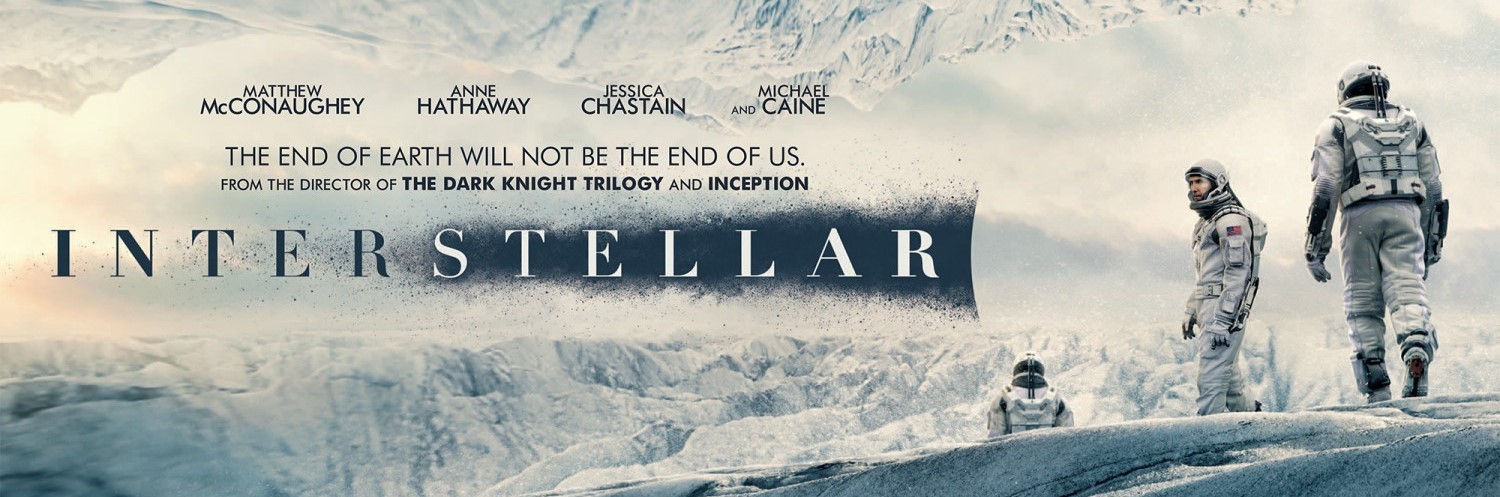 MATTHEW McCONAUGHEY
ANNE HATHAWAY
JESSICA CHASTAIN
AND MICHAEL CAINE
THE END OF EARTH WILL NOT BE THE END OF US.
FROM THE DIRECTOR OF THE DARK KNIGHT TRILOGY AND INCEPTION
INTERSTELLAR